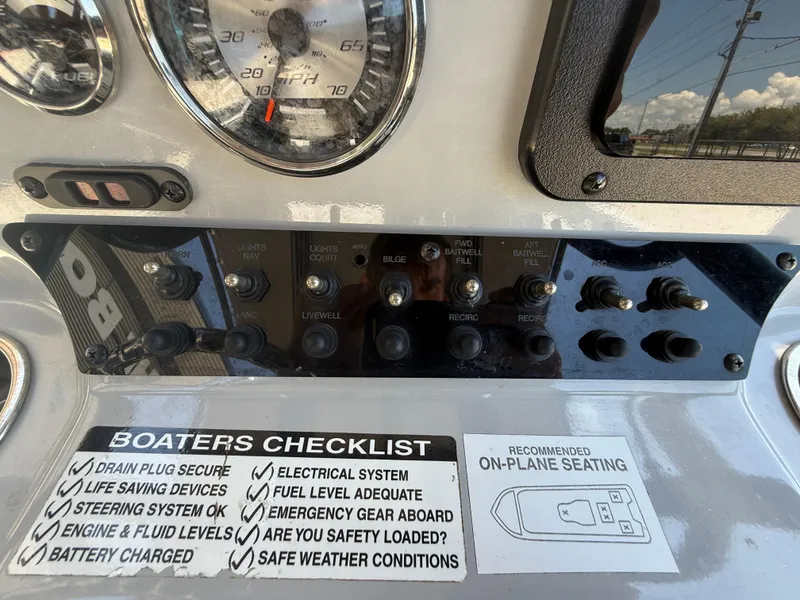 FUEL
60
100
30
65
20
10
MPH
70
HORN
LIGHTS
NAV
LIGHTS
COURT
AUTO
BILGE
FWD
BAITWELL
FILL
AFT
BAITWELL
FILL
ACC
ACC
ANC
LIVEWELL
RECIRC
RECIRC
BOATERS CHECKLIST
DRAIN PLUG SECURE
LIFE SAVING DEVICES
STEERING SYSTEM OK
ENGINE & FLUID LEVELS
BATTERY CHARGED
ELECTRICAL SYSTEM
FUEL LEVEL ADEQUATE
EMERGENCY GEAR ABOARD
ARE YOU SAFETY LOADED?
SAFE WEATHER CONDITIONS
RECOMMENDED
ON-PLANE SEATING